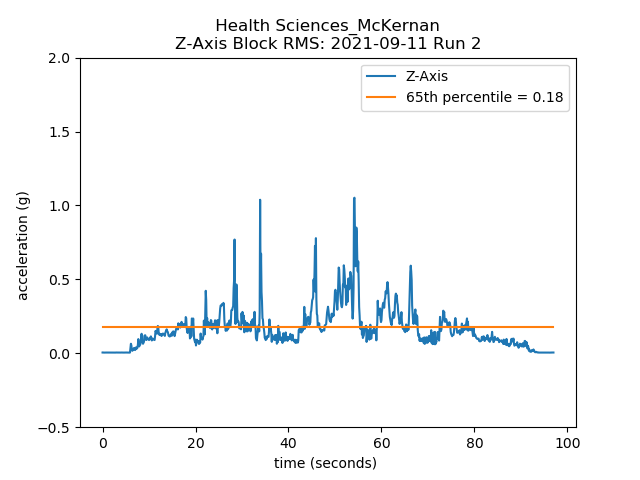 Health Sciences_McKernan
Z-Axis Block RMS: 2021-09-11 Run 2
Z-Axis
65th percentile = 0.18
acceleration (g)
2.0
1.5
1.0
0.5
0.0
−0.5
0 20 40 60 80 100
time (seconds)